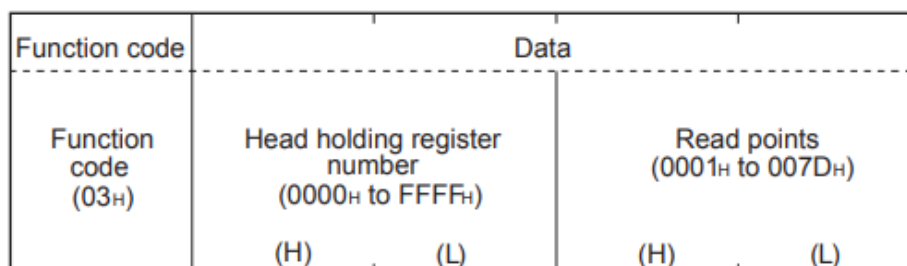 Function code Data
Function
code
(03H)
Head holding register
number
(0000H to FFFFH)
Read points
(0001H to 007DH)
(H) (L) (H) (L)